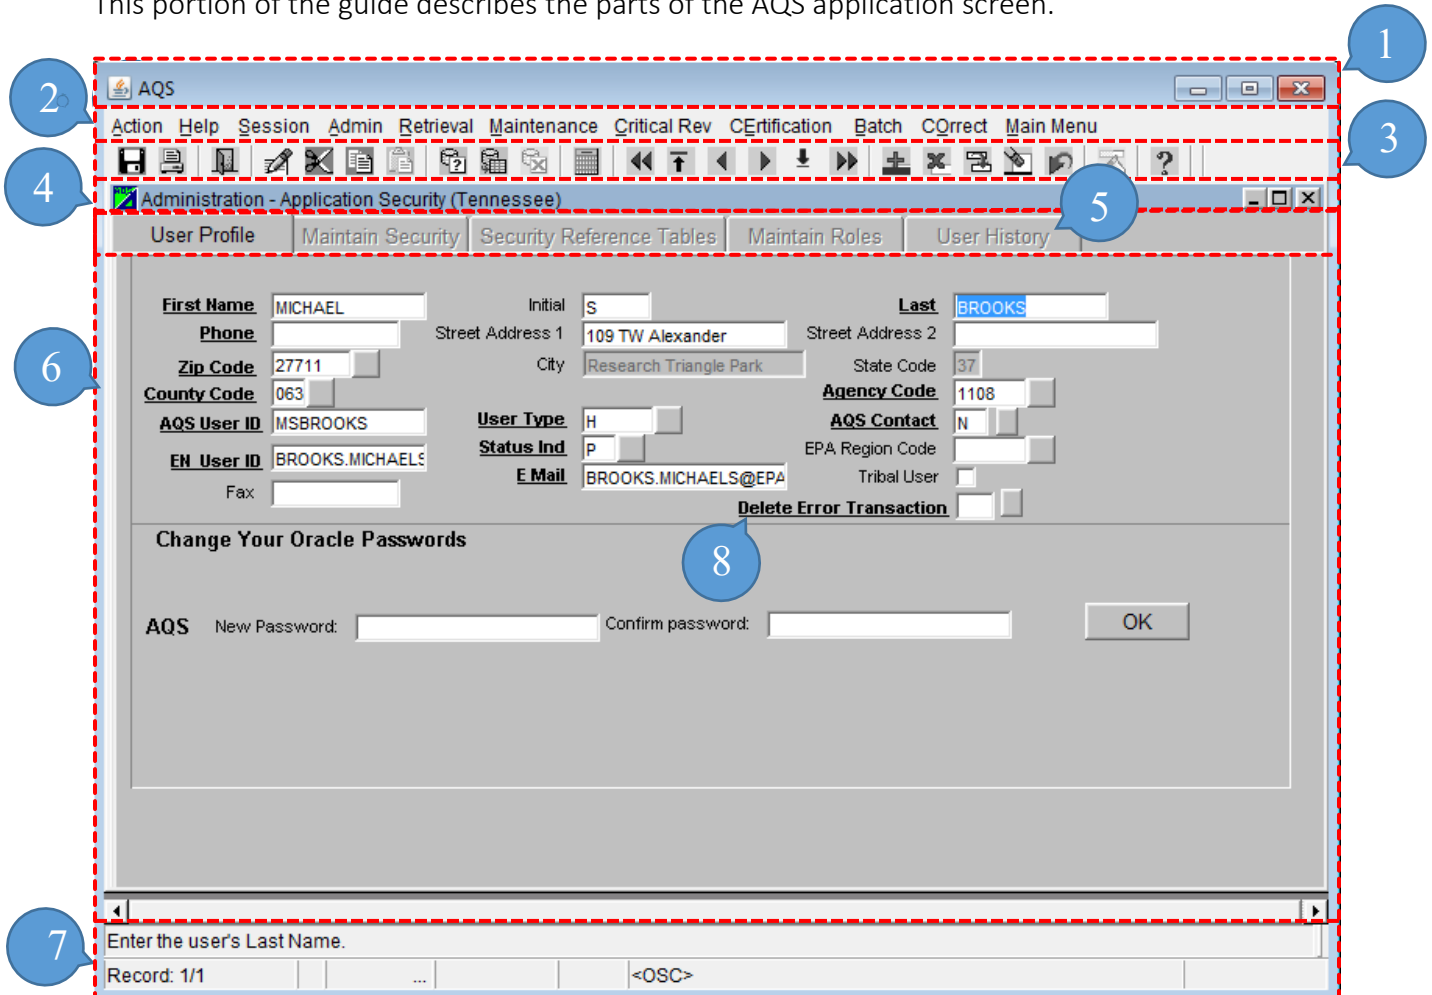 This portion of the guide describes the parts of the AQS application screen.
1
AQS
2
Action Help Session Admin Retrieval Maintenance Critical Rev CErtification Batch COrrect Main Menu
3
?
4
Administration - Application Security (Tennessee)
5
User Profile Maintain Security Security Reference Tables Maintain Roles User History
First Name MICHAEL Initial S Last BROOKS
Phone Street Address 1 109 TW Alexander Street Address 2
6
Zip Code 27711 City Research Triangle Park State Code 37
County Code 063 Agency Code 1108
AQS User ID MSBROOKS User Type H AQS Contact N
Status Ind P EPA Region Code
EN User ID BROOKS.MICHAELS E Mail BROOKS.MICHAELS@EPA Tribal User
Fax
Delete Error Transaction
Change Your Oracle Passwords
8
AQS New Password: Confirm password: OK
7
Enter the user's Last Name.
Record: 1/1 ... <OSC>